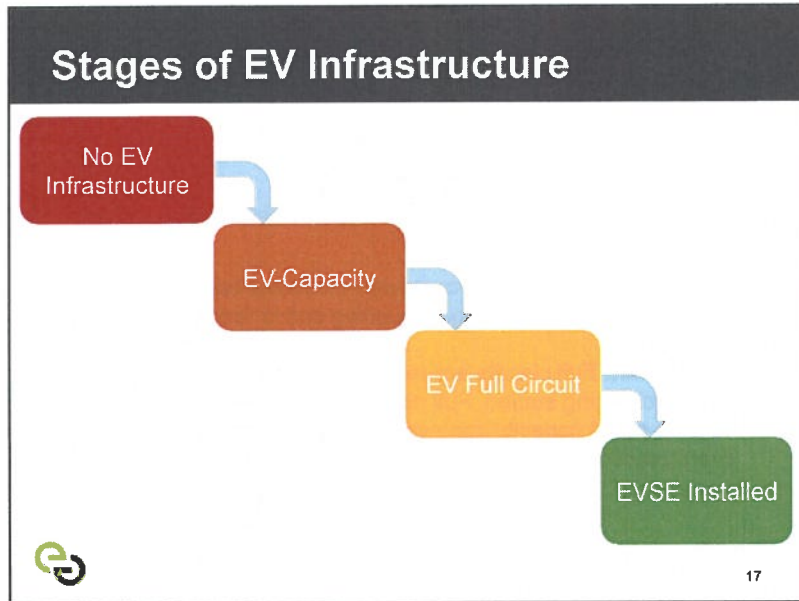 Stages of EV Infrastructure
No EV
Infrastructure
EV-Capacity
EV Full Circuit
EVSE Installed
17